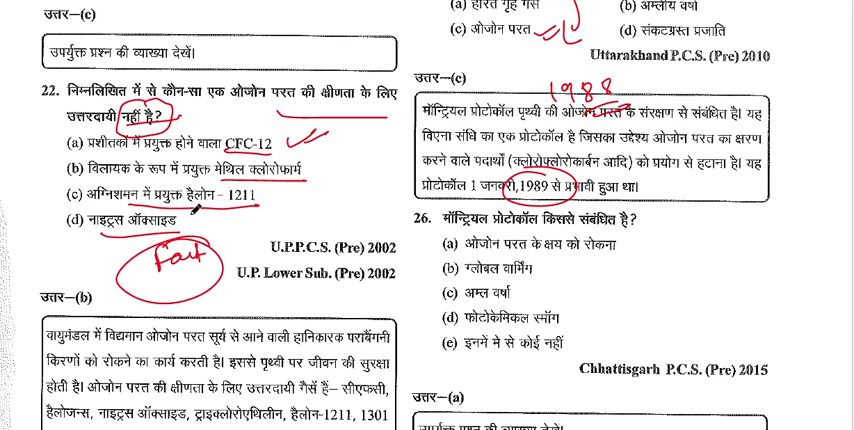 उत्तर–(c)
उपर्युक्त प्रश्न की व्याख्या देखें।
22. निम्नलिखित में से कौन-सा एक ओजोन परत की क्षीणता के लिए
उत्तरदायी नहीं है?
(a) प्रशीतकों में प्रयुक्त होने वाला CFC-12
(b) विलायक के रूप में प्रयुक्त मेथिल क्लोरोफार्म
(c) अग्निशमन में प्रयुक्त हैलोन - 1211
(d) नाइट्रस ऑक्साइड
U.P.P.C.S. (Pre) 2002
Fact
U.P. Lower Sub. (Pre) 2002
उत्तर–(b)
वायुमंडल में विद्यमान ओजोन परत सूर्य से आने वाली हानिकारक पराबैंगनी
किरणों को रोकने का कार्य करती है। इससे पृथ्वी पर जीवन की सुरक्षा
होती है। ओजोन परत की क्षीणता के लिए उत्तरदायी गैसें हैं– सीएफसी,
हैलोजन्स, नाइट्रस ऑक्साइड, ट्राइक्लोरोएथिलीन, हैलोन-1211, 1301
(a) हरित गृह गैस
(b) अम्लीय वर्षा
(c) ओजोन परत
(d) संकटग्रस्त प्रजाति
Uttarakhand P.C.S. (Pre) 2010
उत्तर–(c)
1988
मॉन्ट्रियल प्रोटोकॉल पृथ्वी की ओजोन परत के संरक्षण से संबंधित है। यह
विएना संधि का एक प्रोटोकॉल है जिसका उद्देश्य ओजोन परत का क्षरण
करने वाले पदार्थों (क्लोरोफ्लोरोकार्बन आदि) को प्रयोग से हटाना है। यह
प्रोटोकॉल 1 जनवरी,1989 से प्रभावी हुआ था।
26. मॉन्ट्रियल प्रोटोकॉल किससे संबंधित है?
(a) ओजोन परत के क्षय को रोकना
(b) ग्लोबल वार्मिंग
(c) अम्ल वर्षा
(d) फोटोकेमिकल स्मॉग
(e) इनमें मे से कोई नहीं
Chhattisgarh P.C.S. (Pre) 2015
उत्तर–(a)
उपर्युक्त प्रश्न की व्याख्या देखें।